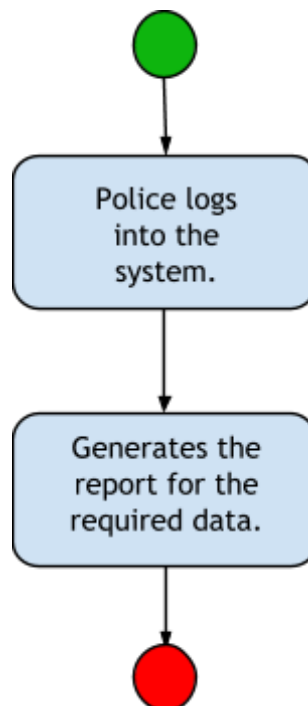 Police logs
into the
system.
Generates the
report for the
required data.